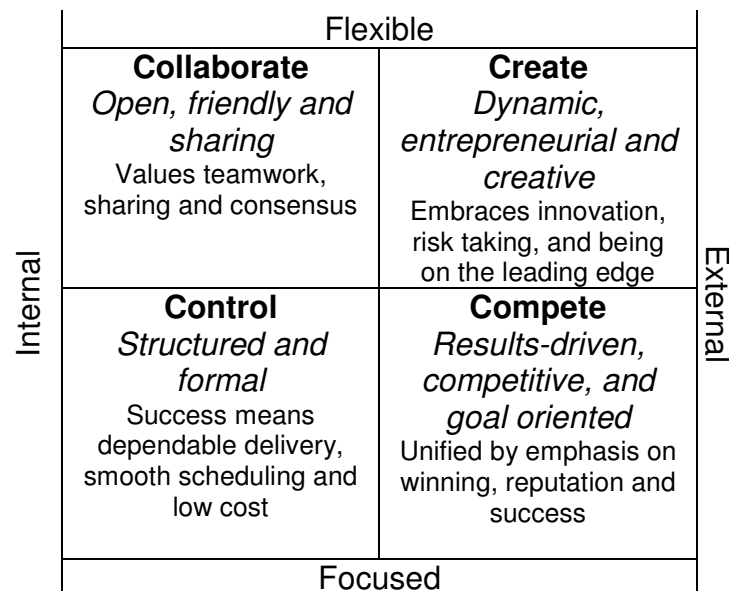 Flexible
Collaborate
Open, friendly and
sharing
Values teamwork,
sharing and consensus
Create
Dynamic,
entrepreneurial and
creative
Embraces innovation,
risk taking, and being
on the leading edge
Internal
External
Control
Structured and
formal
Success means
dependable delivery,
smooth scheduling and
low cost
Compete
Results-driven,
competitive, and
goal oriented
Unified by emphasis on
winning, reputation and
success
Focused